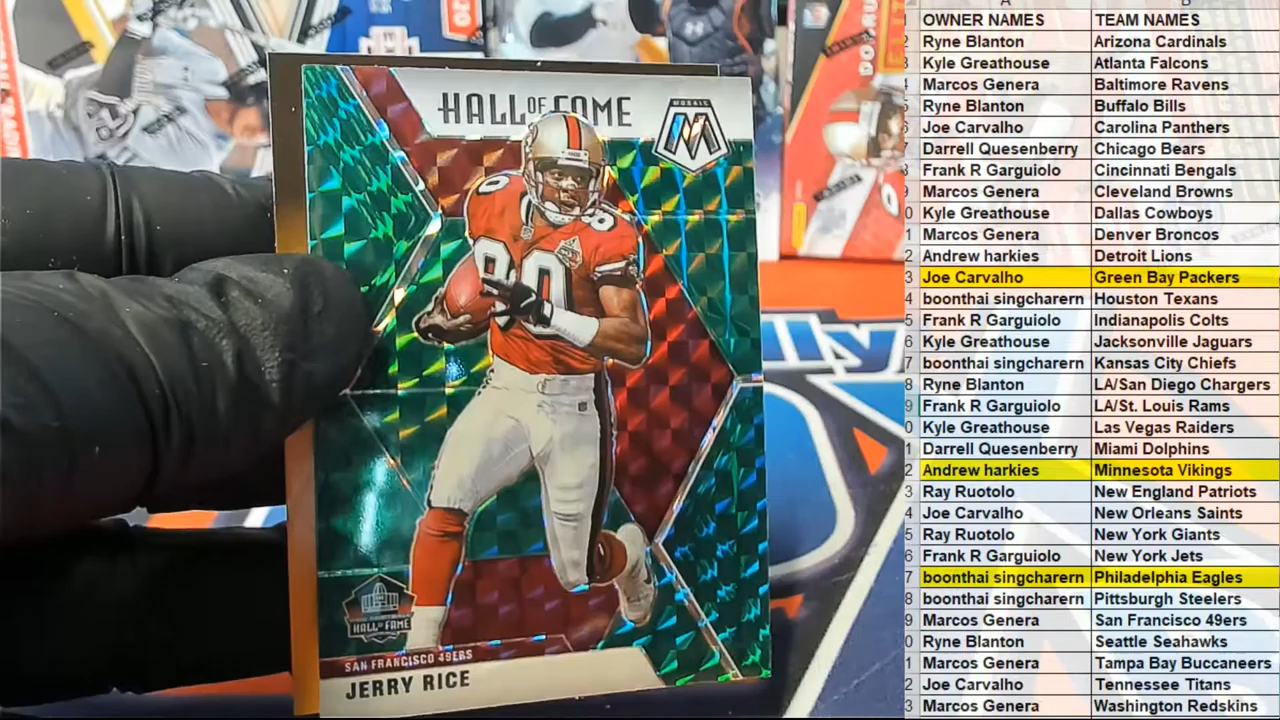 HALL OF FAME
MOSAIC
M
80
80
HALL OF FAME
SAN FRANCISCO 49ERS
JERRY RICE
lly
OWNER NAMES TEAM NAMES
Ryne Blanton Arizona Cardinals
Kyle Greathouse Atlanta Falcons
Marcos Genera Baltimore Ravens
Ryne Blanton Buffalo Bills
Joe Carvalho Carolina Panthers
Darrell Quesenberry Chicago Bears
Frank R Garguiolo Cincinnati Bengals
Marcos Genera Cleveland Browns
Kyle Greathouse Dallas Cowboys
Marcos Genera Denver Broncos
Andrew harkies Detroit Lions
Joe Carvalho Green Bay Packers
boonthai singcharern Houston Texans
Frank R Garguiolo Indianapolis Colts
Kyle Greathouse Jacksonville Jaguars
boonthai singcharern Kansas City Chiefs
Ryne Blanton LA/San Diego Chargers
Frank R Garguiolo LA/St. Louis Rams
Kyle Greathouse Las Vegas Raiders
Darrell Quesenberry Miami Dolphins
Andrew harkies Minnesota Vikings
Ray Ruotolo New England Patriots
Joe Carvalho New Orleans Saints
Ray Ruotolo New York Giants
Frank R Garguiolo New York Jets
boonthai singcharern Philadelphia Eagles
boonthai singcharern Pittsburgh Steelers
Marcos Genera San Francisco 49ers
Ryne Blanton Seattle Seahawks
Marcos Genera Tampa Bay Buccaneers
Joe Carvalho Tennessee Titans
Marcos Genera Washington Redskins